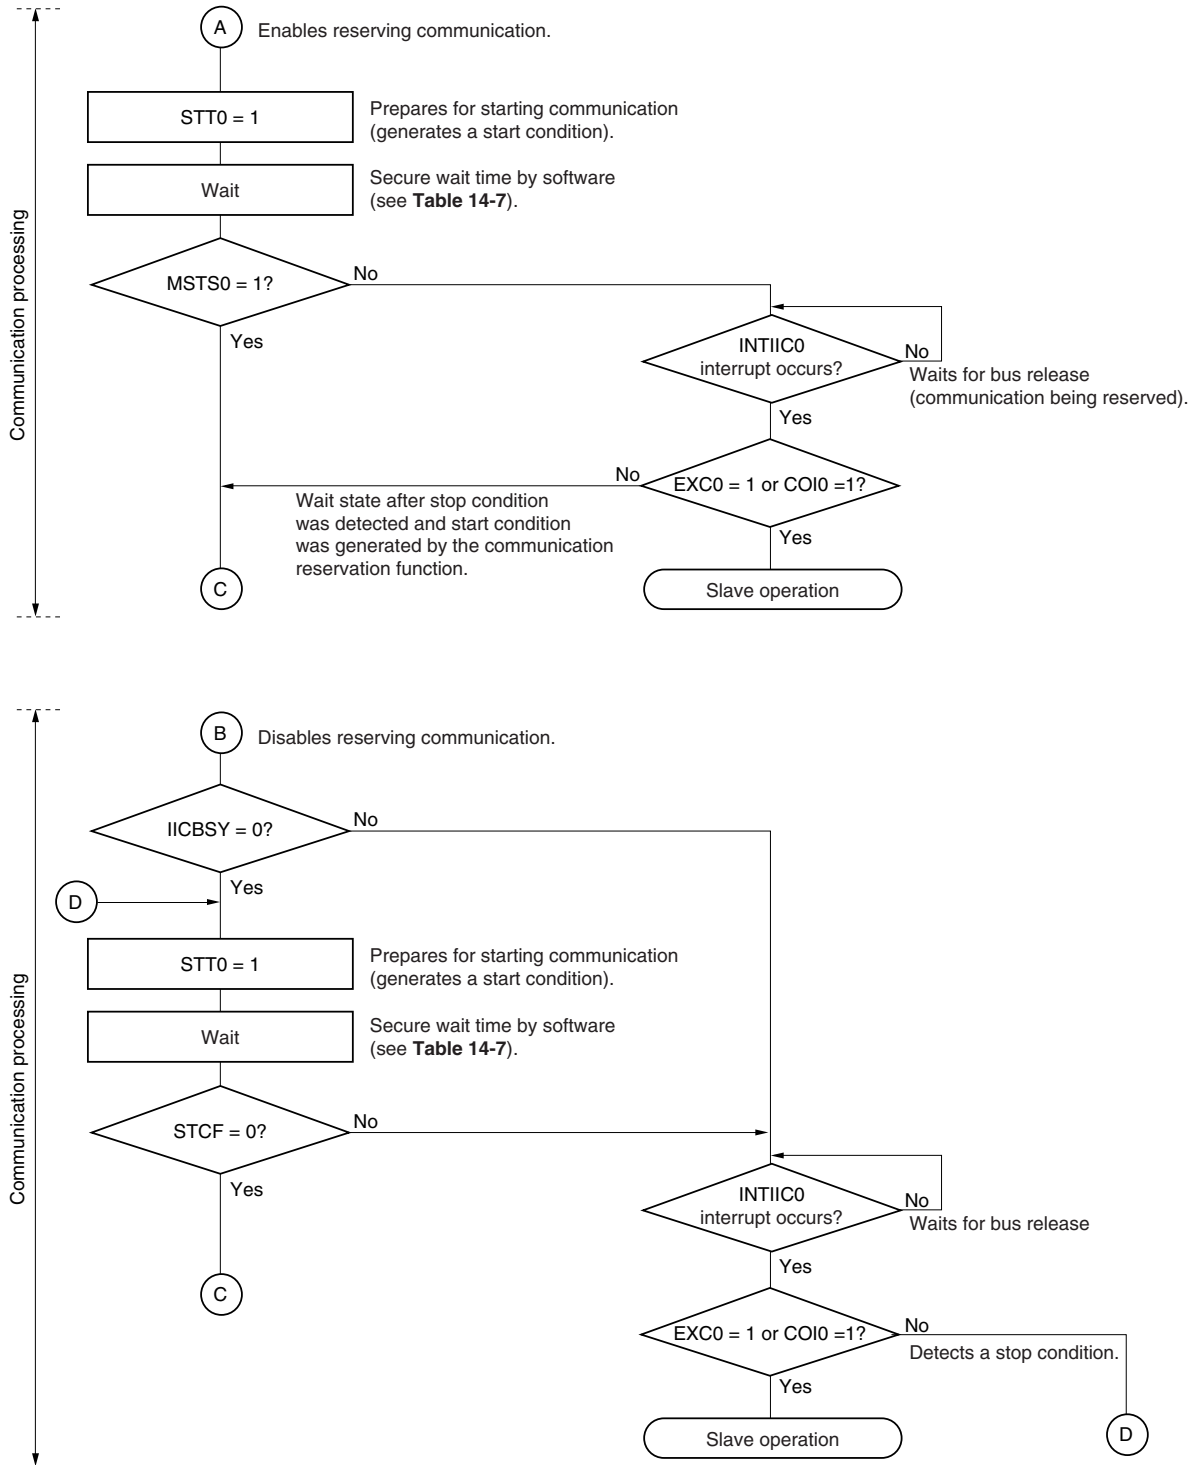 A
Enables reserving communication.
STT0 = 1
Prepares for starting communication
(generates a start condition).
Wait
Secure wait time by software
(see Table 14-7).
MSTS0 = 1?
No
Yes
INTIIC0
interrupt occurs?
No
Waits for bus release
(communication being reserved).
Yes
EXC0 = 1 or COI0 =1?
No
Wait state after stop condition
was detected and start condition
was generated by the communication
reservation function.
Yes
C
Slave operation
Communication processing
B
Disables reserving communication.
IICBSY = 0?
No
Yes
D
STT0 = 1
Prepares for starting communication
(generates a start condition).
Wait
Secure wait time by software
(see Table 14-7).
STCF = 0?
No
Yes
INTIIC0
interrupt occurs?
No
Waits for bus release
Yes
C
EXC0 = 1 or COI0 =1?
No
Detects a stop condition.
Yes
Slave operation
D
Communication processing